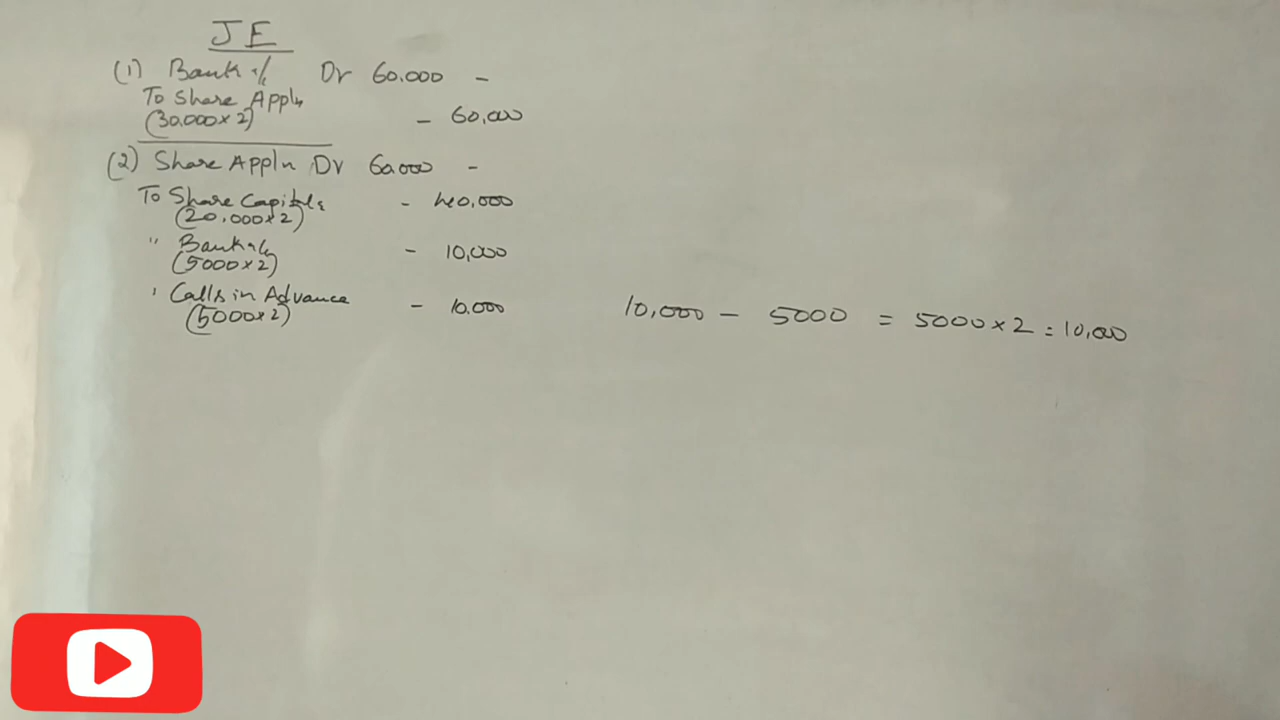 J E
(1) Bank a/c Dr 60.000 -
To Share Appln
(30,000×2) - 60,000
(2) Share Appln Dr 60.000 -
To Share Capital - 40,000
(20,000×2)
" Bank a/c - 10,000
(5000×2)
' Calls in Advance - 10.000
(5000×2)
10,000 - 5000 = 5000×2 = 10,000